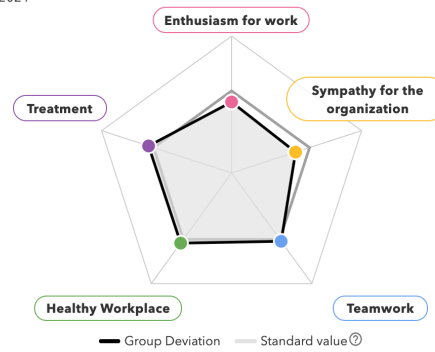 Enthusiasm for work
Sympathy for the
organization
Treatment
Healthy Workplace
Teamwork
Group Deviation
Standard value ?